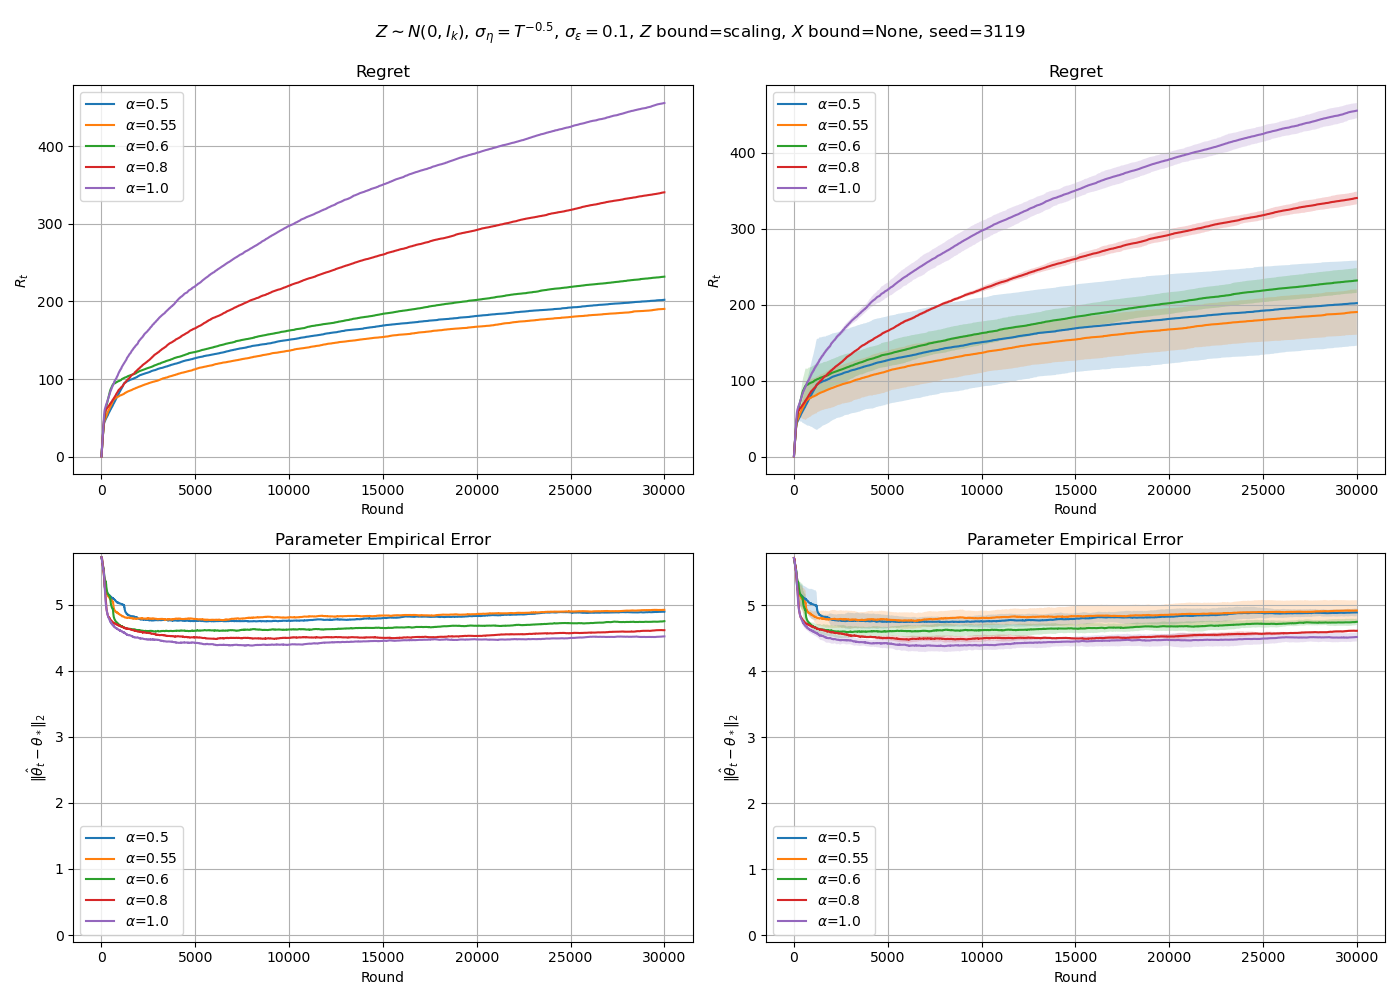 Z ∼ N(0, I_k), σ_η = T^{−0.5}, σ_ε = 0.1, Z bound=scaling, X bound=None, seed=3119
Regret
α=0.5
α=0.55
α=0.6
α=0.8
α=1.0
R_t
400
300
200
100
0
0 5000 10000 15000 20000 25000 30000
Round
Regret
α=0.5
α=0.55
α=0.6
α=0.8
α=1.0
R_t
400
300
200
100
0
0 5000 10000 15000 20000 25000 30000
Round
Parameter Empirical Error
‖θ̂_t − θ_*‖_2
5
4
3
2
1
0
α=0.5
α=0.55
α=0.6
α=0.8
α=1.0
0 5000 10000 15000 20000 25000 30000
Round
Parameter Empirical Error
‖θ̂_t − θ_*‖_2
5
4
3
2
1
0
α=0.5
α=0.55
α=0.6
α=0.8
α=1.0
0 5000 10000 15000 20000 25000 30000
Round